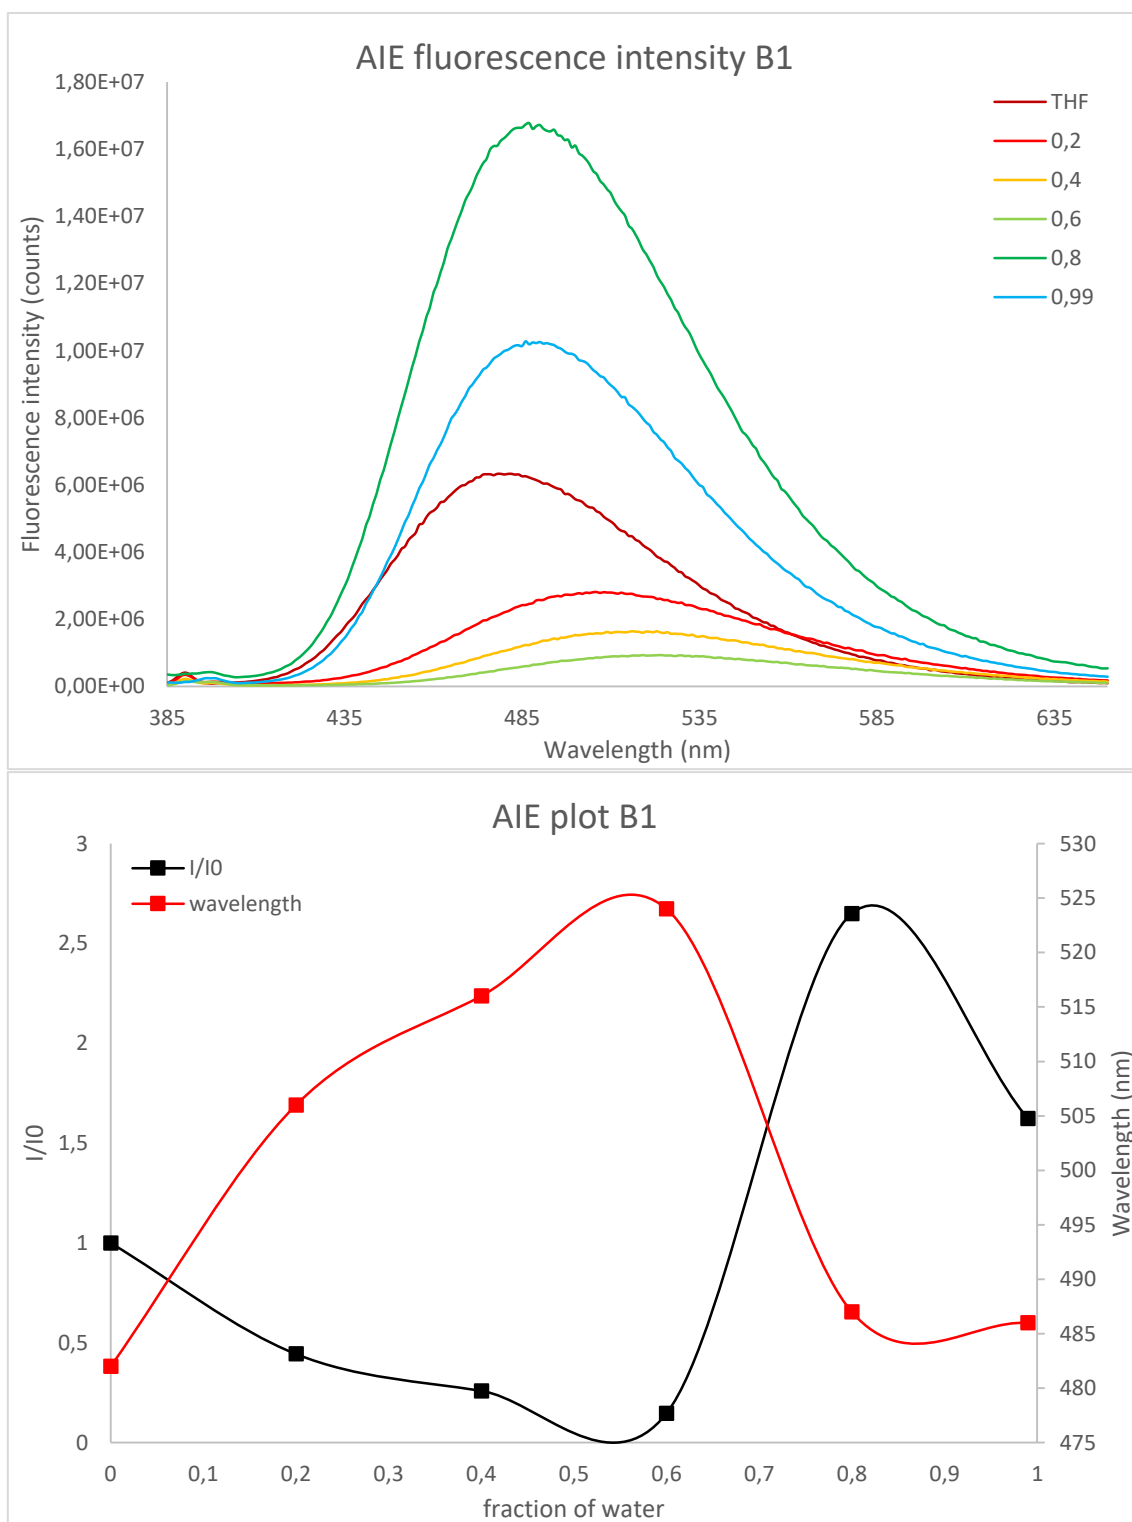 AIE fluorescence intensity B1
1,80E+07
1,60E+07
1,40E+07
1,20E+07
1,00E+07
8,00E+06
6,00E+06
4,00E+06
2,00E+06
0,00E+00
Fluorescence intensity (counts)
THF
0,2
0,4
0,6
0,8
0,99
385 435 485 535 585 635
Wavelength (nm)
AIE plot B1
3
2,5
2
1,5
1
0,5
0
I/I0
I/I0
wavelength
530
525
520
515
510
505
500
495
490
485
480
475
Wavelength (nm)
0 0,1 0,2 0,3 0,4 0,5 0,6 0,7 0,8 0,9 1
fraction of water